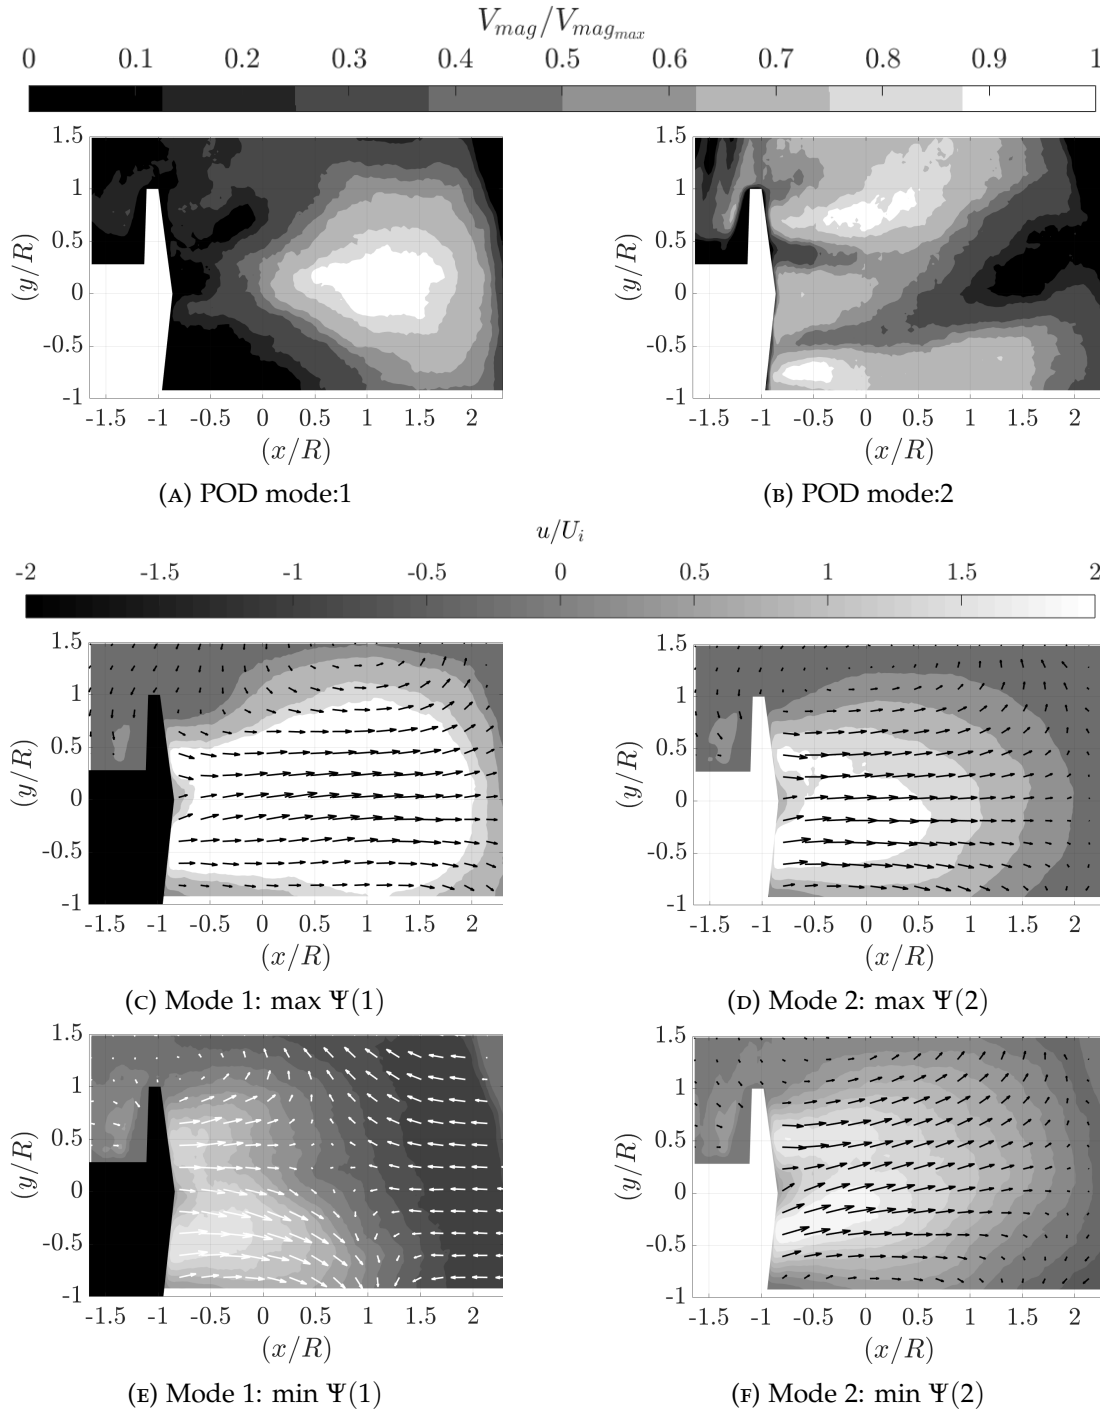 V_mag/V_mag_max
0 0.1 0.2 0.3 0.4 0.5 0.6 0.7 0.8 0.9 1
1.5 1 0.5 0 -0.5 -1
(y/R)
-1.5 -1 -0.5 0 0.5 1 1.5 2
(x/R)
(A) POD mode:1
1.5 1 0.5 0 -0.5 -1
(y/R)
-1.5 -1 -0.5 0 0.5 1 1.5 2
(x/R)
(B) POD mode:2
u/U_i
-2 -1.5 -1 -0.5 0 0.5 1 1.5 2
1.5 1 0.5 0 -0.5 -1
(y/R)
-1.5 -1 -0.5 0 0.5 1 1.5 2
(x/R)
(C) Mode 1: max Ψ(1)
1.5 1 0.5 0 -0.5 -1
(y/R)
-1.5 -1 -0.5 0 0.5 1 1.5 2
(x/R)
(D) Mode 2: max Ψ(2)
1.5 1 0.5 0 -0.5 -1
(y/R)
-1.5 -1 -0.5 0 0.5 1 1.5 2
(x/R)
(E) Mode 1: min Ψ(1)
1.5 1 0.5 0 -0.5 -1
(y/R)
-1.5 -1 -0.5 0 0.5 1 1.5 2
(x/R)
(F) Mode 2: min Ψ(2)